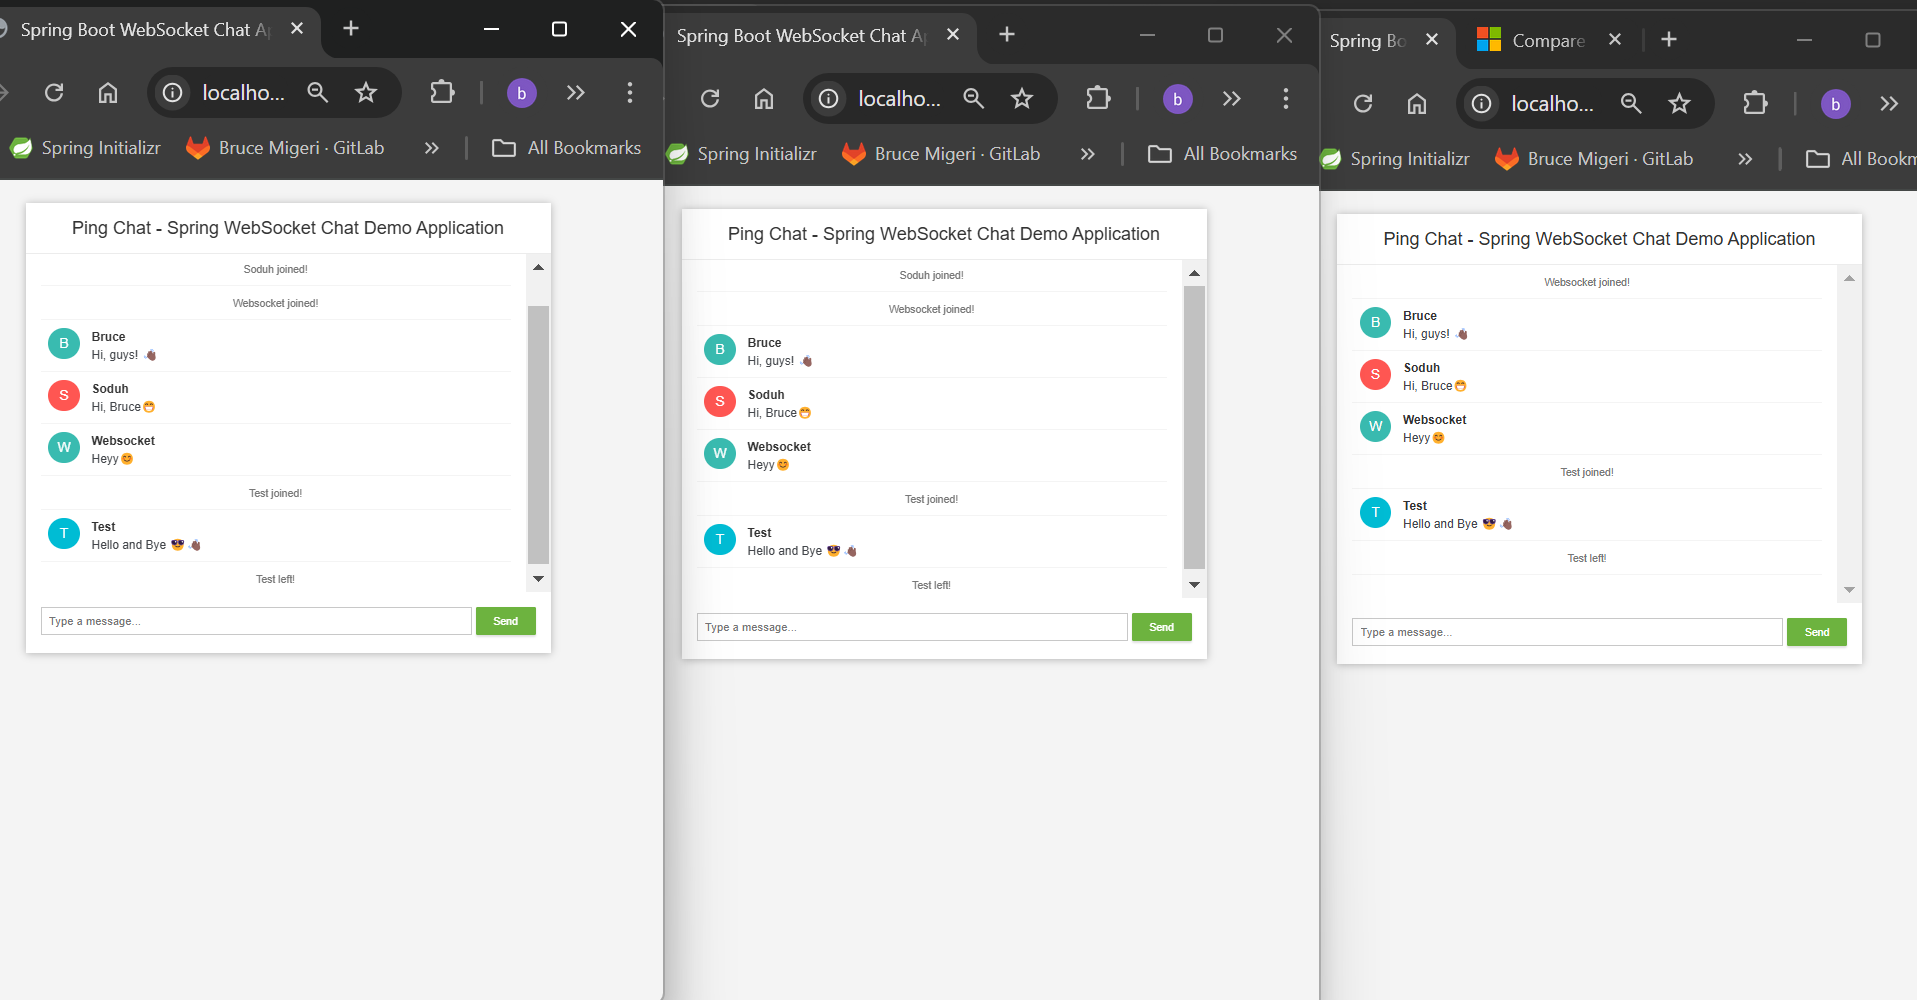 Spring Boot WebSocket Chat A
localho...
b
Spring Initializr
Bruce Migeri · GitLab
All Bookmarks
Ping Chat - Spring WebSocket Chat Demo Application
Soduh joined!
Websocket joined!
B
Bruce
Hi, guys! 👋🏿
S
Soduh
Hi, Bruce😁
W
Websocket
Heyy😊
Test joined!
T
Test
Hello and Bye 😎 👋🏿
Test left!
Type a message...
Send
Spring Boot WebSocket Chat A
localho...
b
Spring Initializr
Bruce Migeri · GitLab
All Bookmarks
Ping Chat - Spring WebSocket Chat Demo Application
Soduh joined!
Websocket joined!
B
Bruce
Hi, guys! 👋🏿
S
Soduh
Hi, Bruce😁
W
Websocket
Heyy😊
Test joined!
T
Test
Hello and Bye 😎 👋🏿
Test left!
Type a message...
Send
Spring Bo
Compare
localho...
b
Spring Initializr
Bruce Migeri · GitLab
All Bookm
Ping Chat - Spring WebSocket Chat Demo Application
Websocket joined!
B
Bruce
Hi, guys! 👋🏿
S
Soduh
Hi, Bruce😁
W
Websocket
Heyy😊
Test joined!
T
Test
Hello and Bye 😎 👋🏿
Test left!
Type a message...
Send